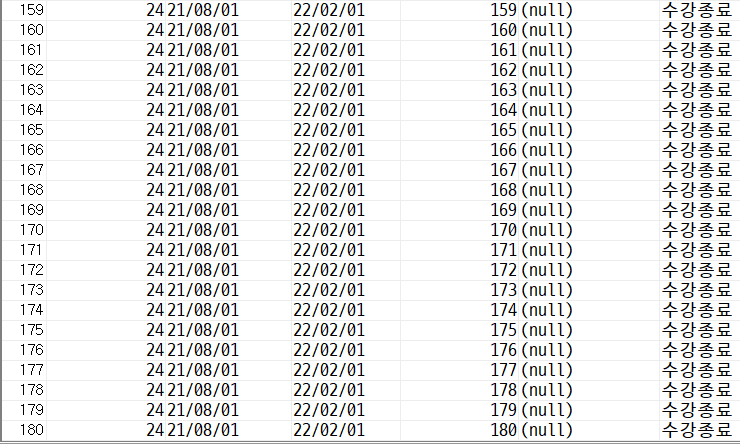 159 24 21/08/01 22/02/01 159 (null) 수강종료
160 24 21/08/01 22/02/01 160 (null) 수강종료
161 24 21/08/01 22/02/01 161 (null) 수강종료
162 24 21/08/01 22/02/01 162 (null) 수강종료
163 24 21/08/01 22/02/01 163 (null) 수강종료
164 24 21/08/01 22/02/01 164 (null) 수강종료
165 24 21/08/01 22/02/01 165 (null) 수강종료
166 24 21/08/01 22/02/01 166 (null) 수강종료
167 24 21/08/01 22/02/01 167 (null) 수강종료
168 24 21/08/01 22/02/01 168 (null) 수강종료
169 24 21/08/01 22/02/01 169 (null) 수강종료
170 24 21/08/01 22/02/01 170 (null) 수강종료
171 24 21/08/01 22/02/01 171 (null) 수강종료
172 24 21/08/01 22/02/01 172 (null) 수강종료
173 24 21/08/01 22/02/01 173 (null) 수강종료
174 24 21/08/01 22/02/01 174 (null) 수강종료
175 24 21/08/01 22/02/01 175 (null) 수강종료
176 24 21/08/01 22/02/01 176 (null) 수강종료
177 24 21/08/01 22/02/01 177 (null) 수강종료
178 24 21/08/01 22/02/01 178 (null) 수강종료
179 24 21/08/01 22/02/01 179 (null) 수강종료
180 24 21/08/01 22/02/01 180 (null) 수강종료